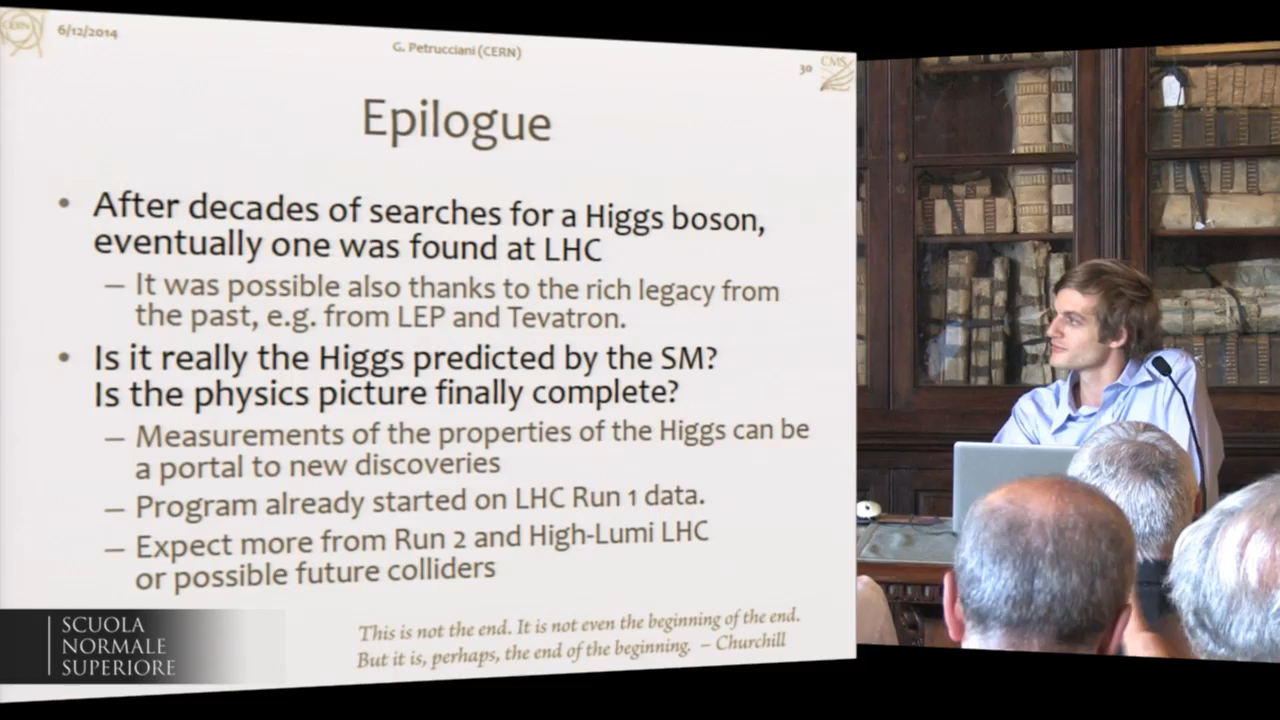 CERN
6/12/2014
G. Petrucciani (CERN)
30
CMS
Epilogue
• After decades of searches for a Higgs boson,
eventually one was found at LHC
– It was possible also thanks to the rich legacy from
the past, e.g. from LEP and Tevatron.
• Is it really the Higgs predicted by the SM?
Is the physics picture finally complete?
– Measurements of the properties of the Higgs can be
a portal to new discoveries
– Program already started on LHC Run 1 data.
– Expect more from Run 2 and High-Lumi LHC
or possible future colliders
This is not the end. It is not even the beginning of the end.
But it is, perhaps, the end of the beginning. – Churchill
SCUOLA
NORMALE
SUPERIORE